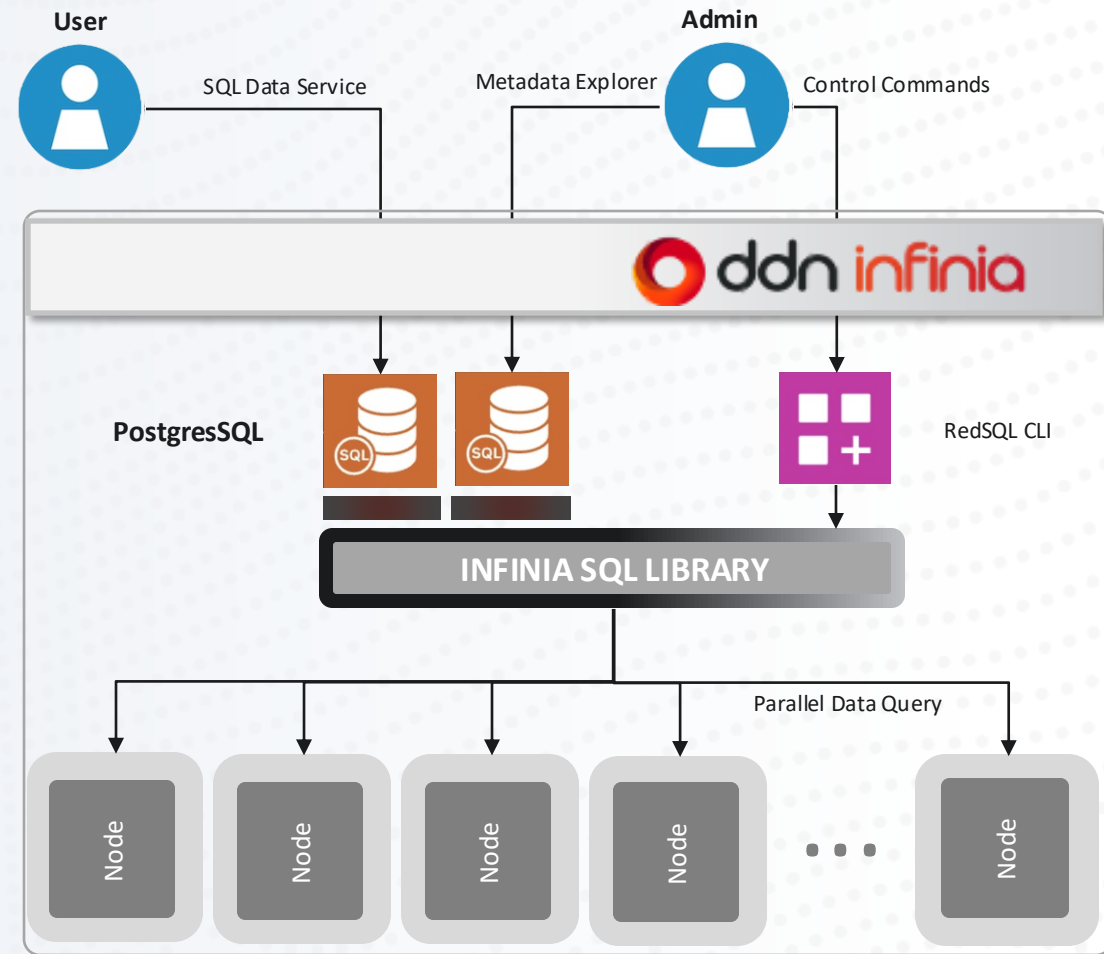 User
Admin
SQL Data Service
Metadata Explorer
Control Commands
ddn infinia
PostgresSQL
SQL
SQL
RedSQL CLI
INFINIA SQL LIBRARY
Parallel Data Query
Node
Node
Node
Node
...
Node